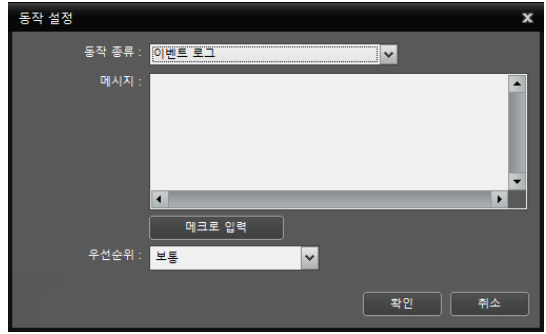 동작 설정
동작 종류 : 이벤트 로그
메시지 :
메크로 입력
우선순위 : 보통
확인 취소